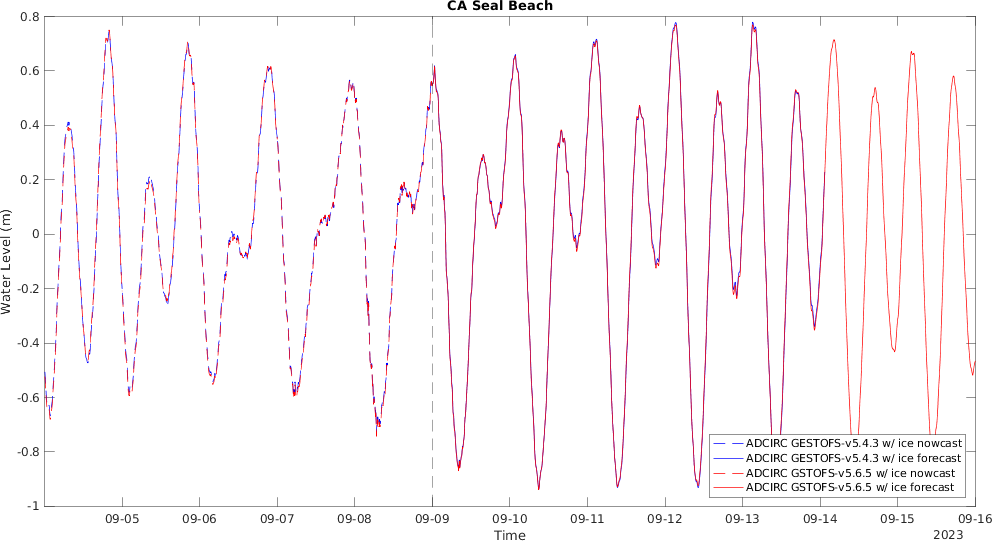 CA Seal Beach
0.8
0.6
0.4
0.2
0
-0.2
-0.4
-0.6
-0.8
-1
Water Level (m)
ADCIRC GESTOFS-v5.4.3 w/ ice nowcast
ADCIRC GESTOFS-v5.4.3 w/ ice forecast
ADCIRC GSTOFS-v5.6.5 w/ ice nowcast
ADCIRC GSTOFS-v5.6.5 w/ ice forecast
09-05 09-06 09-07 09-08 09-09 09-10 09-11 09-12 09-13 09-14 09-15 09-16
Time
2023